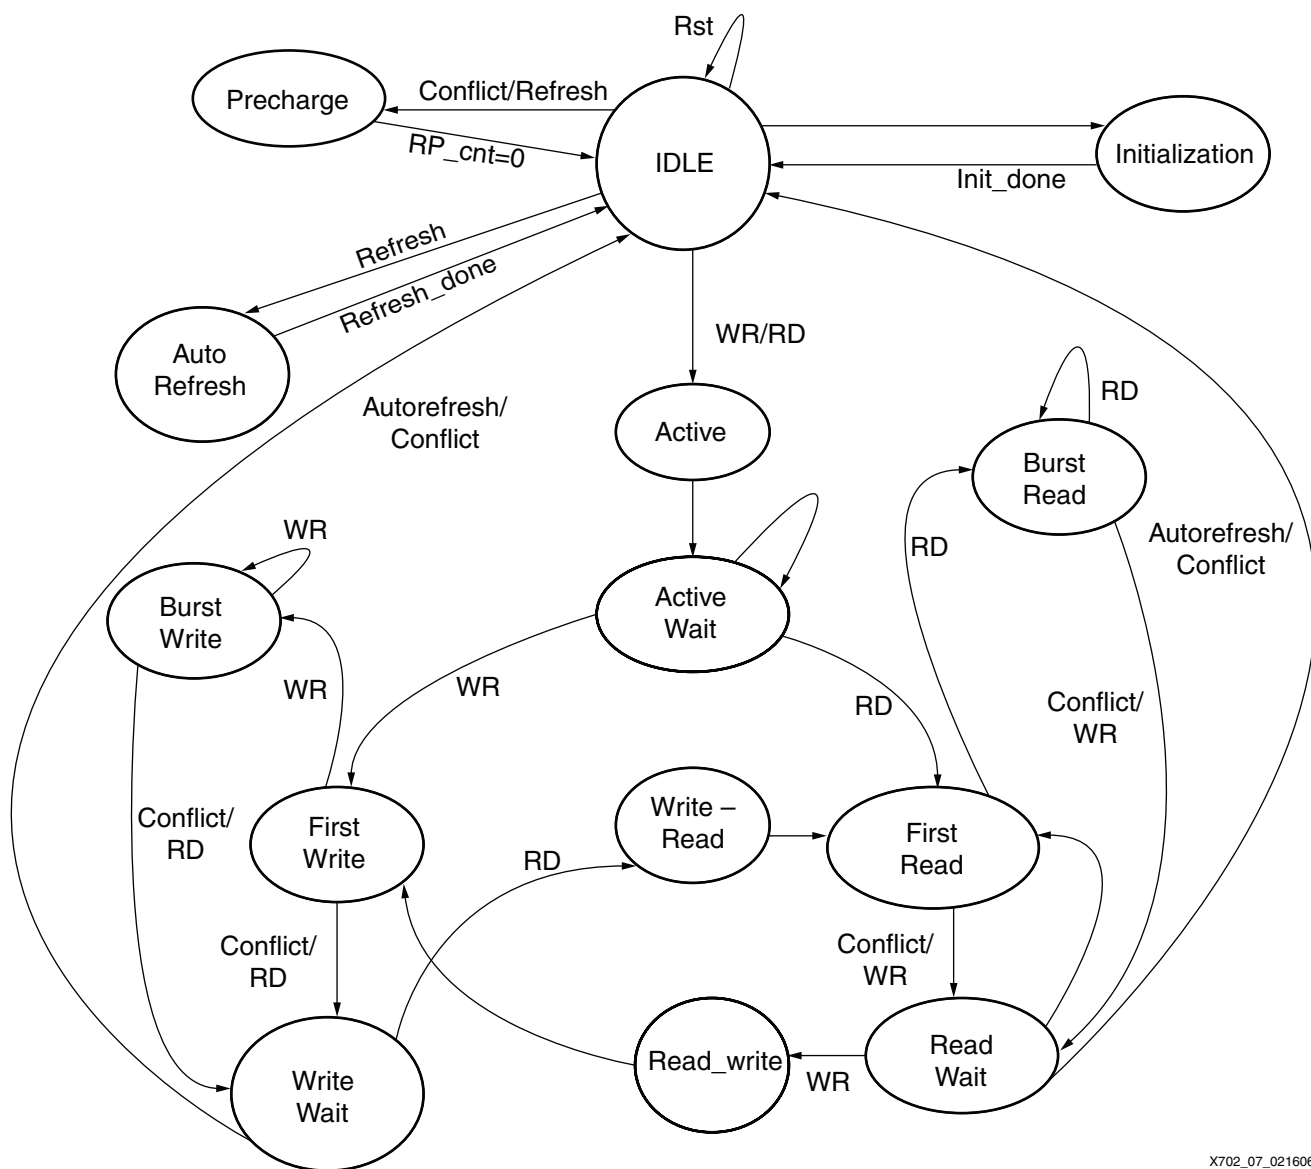 Rst
Conflict/Refresh
Precharge
RP_cnt=0
IDLE
Initialization
Init_done
Refresh
Refresh_done
Auto
Refresh
WR/RD
Autorefresh/
Conflict
Active
RD
Burst
Read
WR
RD
Autorefresh/
Conflict
Burst
Write
Active
Wait
WR
WR
RD
Conflict/
WR
Write –
Read
Conflict/
RD
First
Write
First
Read
RD
Conflict/
RD
Conflict/
WR
Read_write
WR
Read
Wait
Write
Wait
X702_07_021606